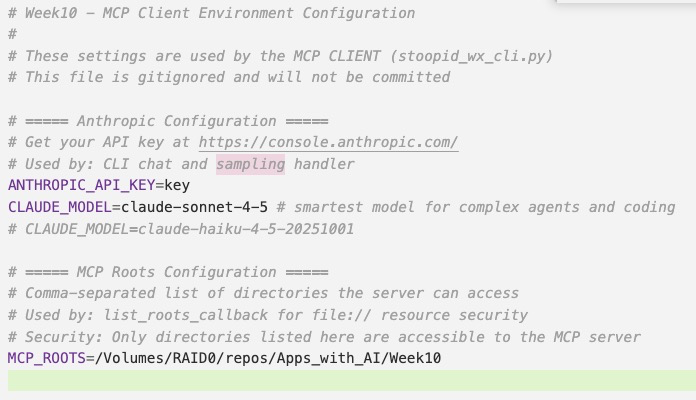 # Week10 - MCP Client Environment Configuration
#
# These settings are used by the MCP CLIENT (stoopid_wx_cli.py)
# This file is gitignored and will not be committed
# ===== Anthropic Configuration =====
# Get your API key at https://console.anthropic.com/
# Used by: CLI chat and sampling handler
ANTHROPIC_API_KEY=key
CLAUDE_MODEL=claude-sonnet-4-5 # smartest model for complex agents and coding
# CLAUDE_MODEL=claude-haiku-4-5-20251001
# ===== MCP Roots Configuration =====
# Comma-separated list of directories the server can access
# Used by: list_roots_callback for file:// resource security
# Security: Only directories listed here are accessible to the MCP server
MCP_ROOTS=/Volumes/RAID0/repos/Apps_with_AI/Week10